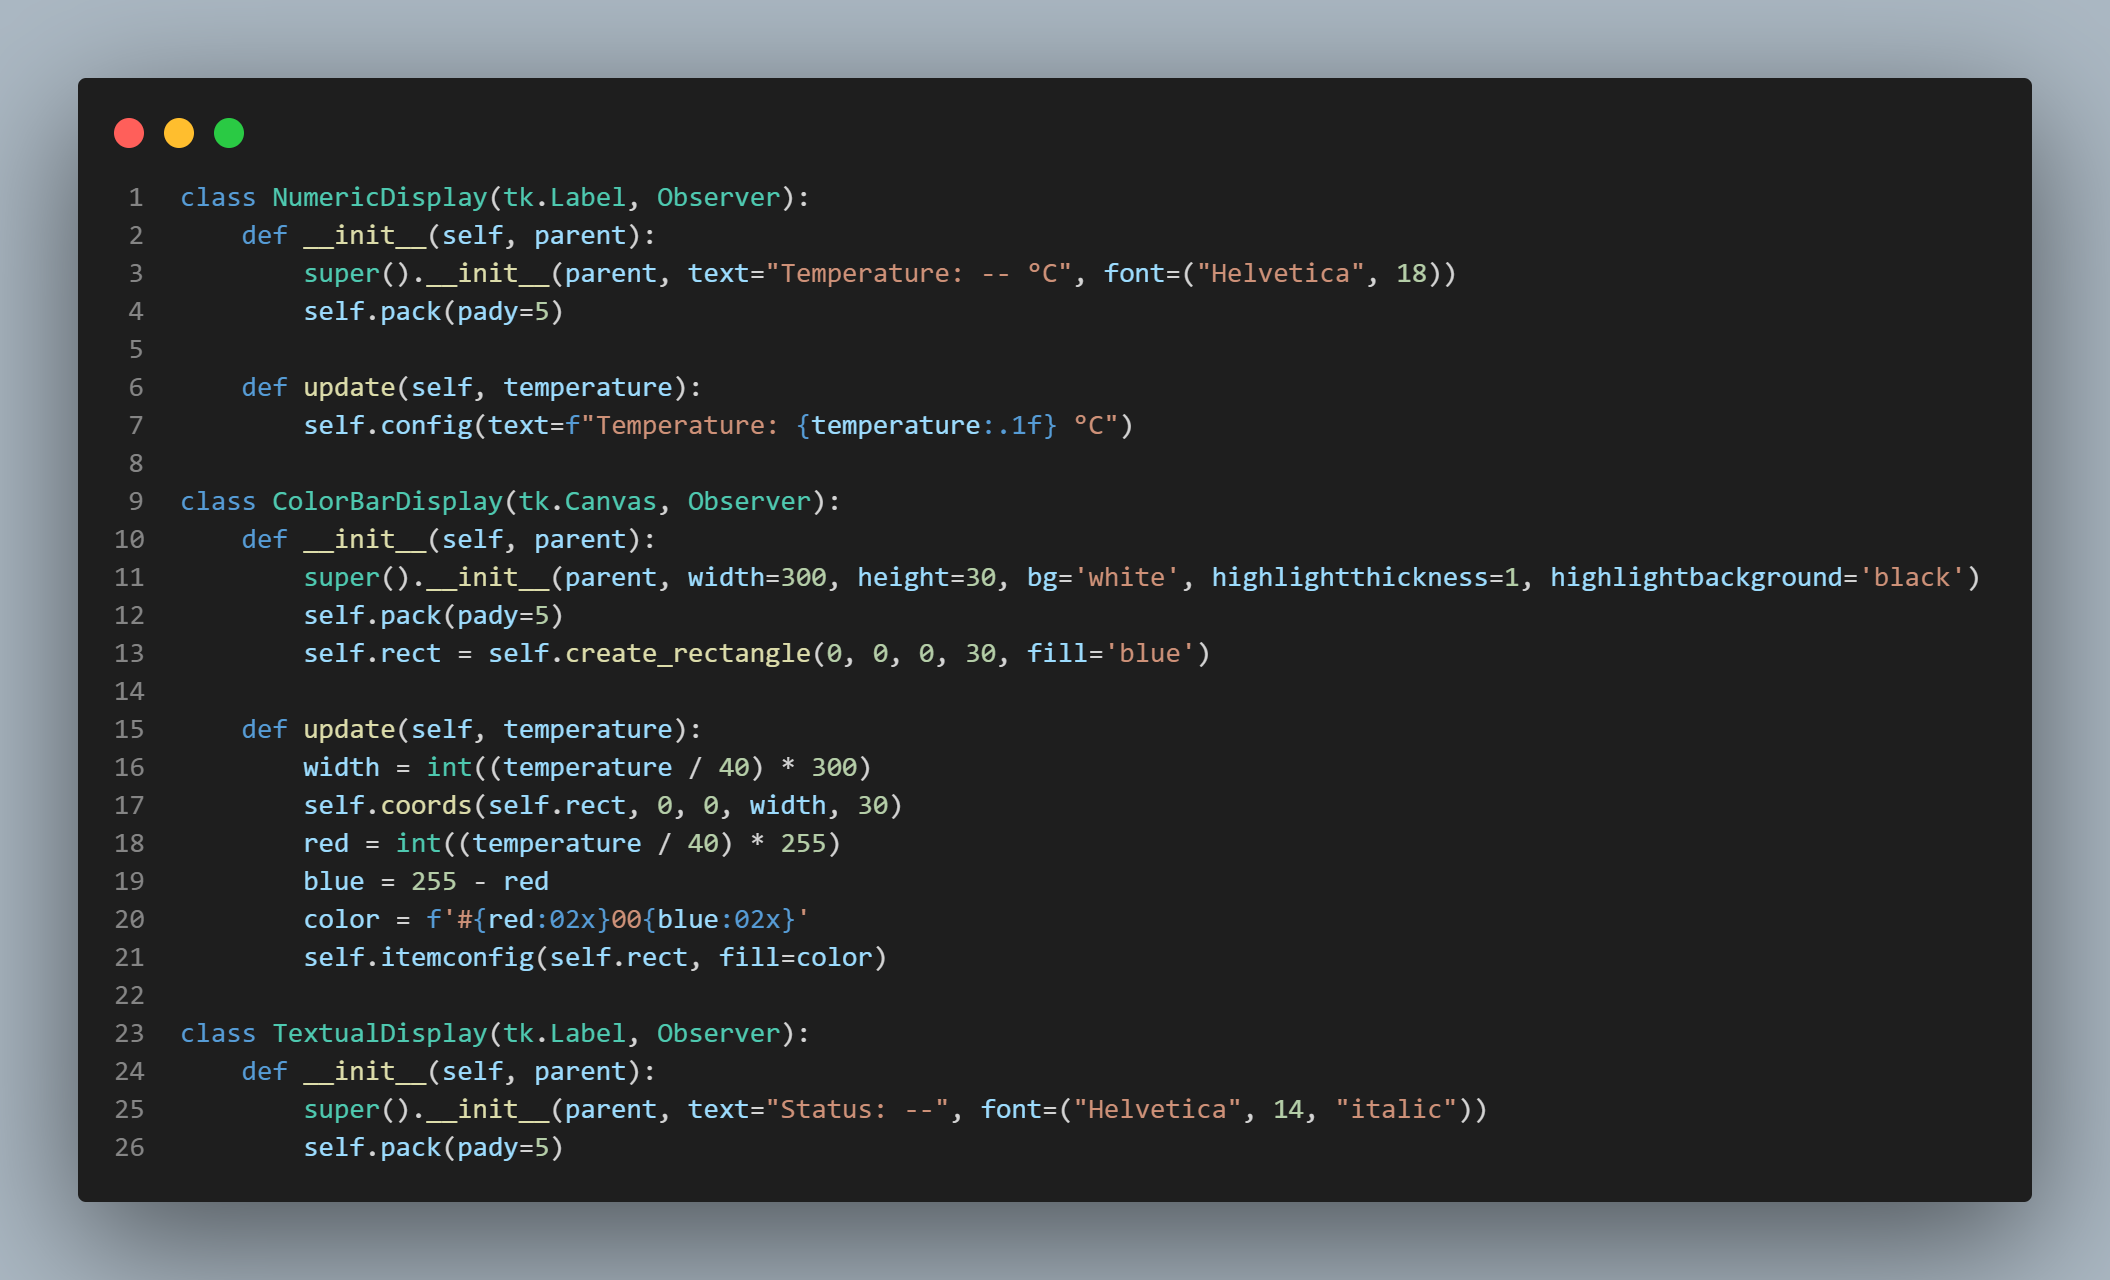 1 class NumericDisplay(tk.Label, Observer):
2     def __init__(self, parent):
3         super().__init__(parent, text="Temperature: -- °C", font=("Helvetica", 18))
4         self.pack(pady=5)
5
6     def update(self, temperature):
7         self.config(text=f"Temperature: {temperature:.1f} °C")
8
9 class ColorBarDisplay(tk.Canvas, Observer):
10     def __init__(self, parent):
11         super().__init__(parent, width=300, height=30, bg='white', highlightthickness=1, highlightbackground='black')
12         self.pack(pady=5)
13         self.rect = self.create_rectangle(0, 0, 0, 30, fill='blue')
14
15     def update(self, temperature):
16         width = int((temperature / 40) * 300)
17         self.coords(self.rect, 0, 0, width, 30)
18         red = int((temperature / 40) * 255)
19         blue = 255 - red
20         color = f'#{red:02x}00{blue:02x}'
21         self.itemconfig(self.rect, fill=color)
22
23 class TextualDisplay(tk.Label, Observer):
24     def __init__(self, parent):
25         super().__init__(parent, text="Status: --", font=("Helvetica", 14, "italic"))
26         self.pack(pady=5)